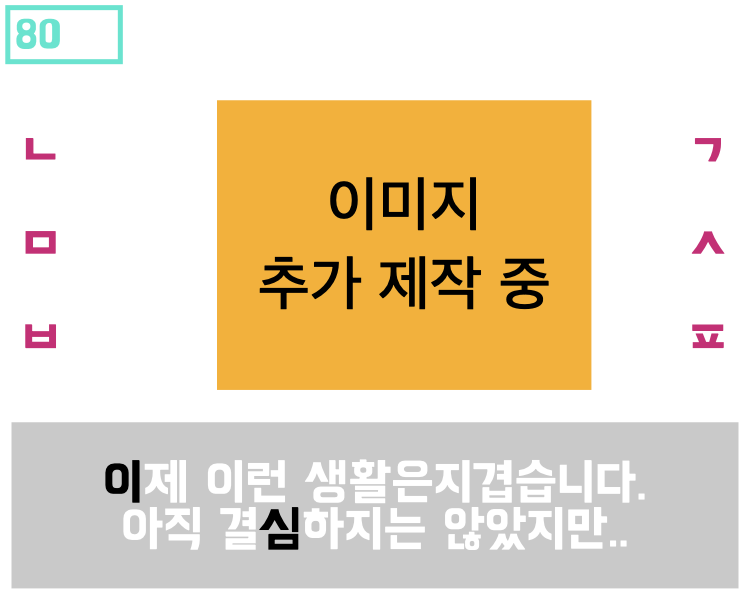 80
ㄴ
ㅁ
ㅂ
이미지
추가 제작 중
ㄱ
ㅅ
ㅍ
이제 이런 생활은지겹습니다.
아직 결심하지는 않았지만..